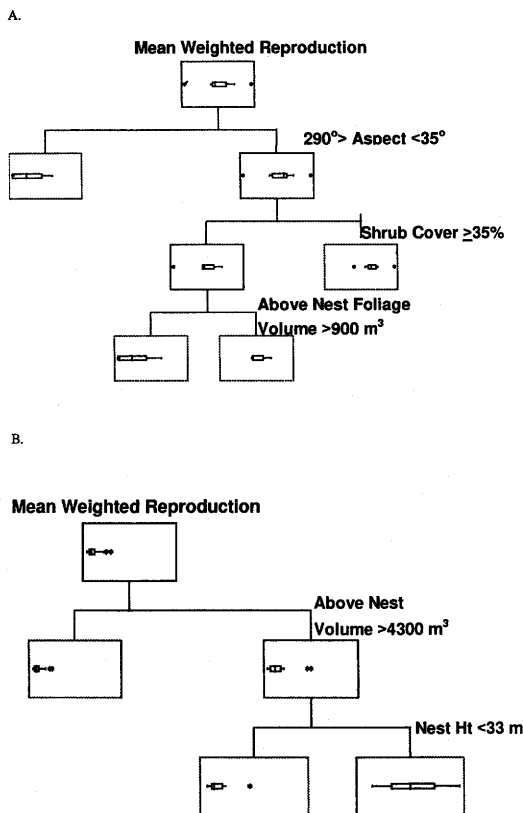 A.
Mean Weighted Reproduction
290°> Aspect <35°
Shrub Cover ≥35%
Above Nest Foliage
Volume >900 m³
B.
Mean Weighted Reproduction
Above Nest
Volume >4300 m³
Nest Ht <33 m